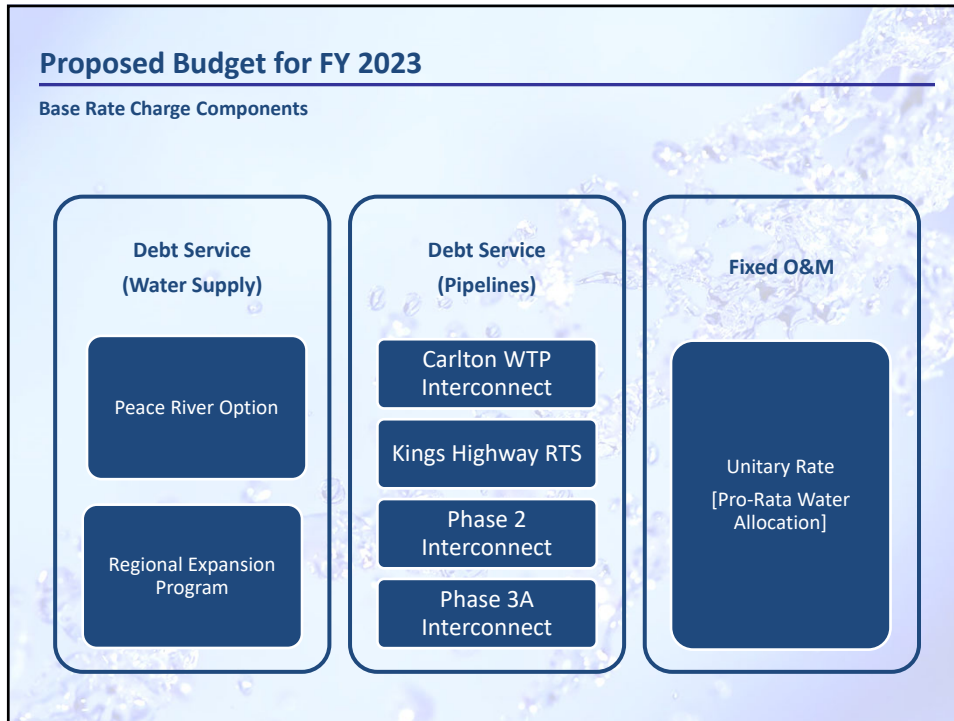 Proposed Budget for FY 2023
Base Rate Charge Components
Debt Service
(Water Supply)
Peace River Option
Regional Expansion
Program
Debt Service
(Pipelines)
Carlton WTP
Interconnect
Kings Highway RTS
Phase 2
Interconnect
Phase 3A
Interconnect
Fixed O&M
Unitary Rate
[Pro-Rata Water
Allocation]